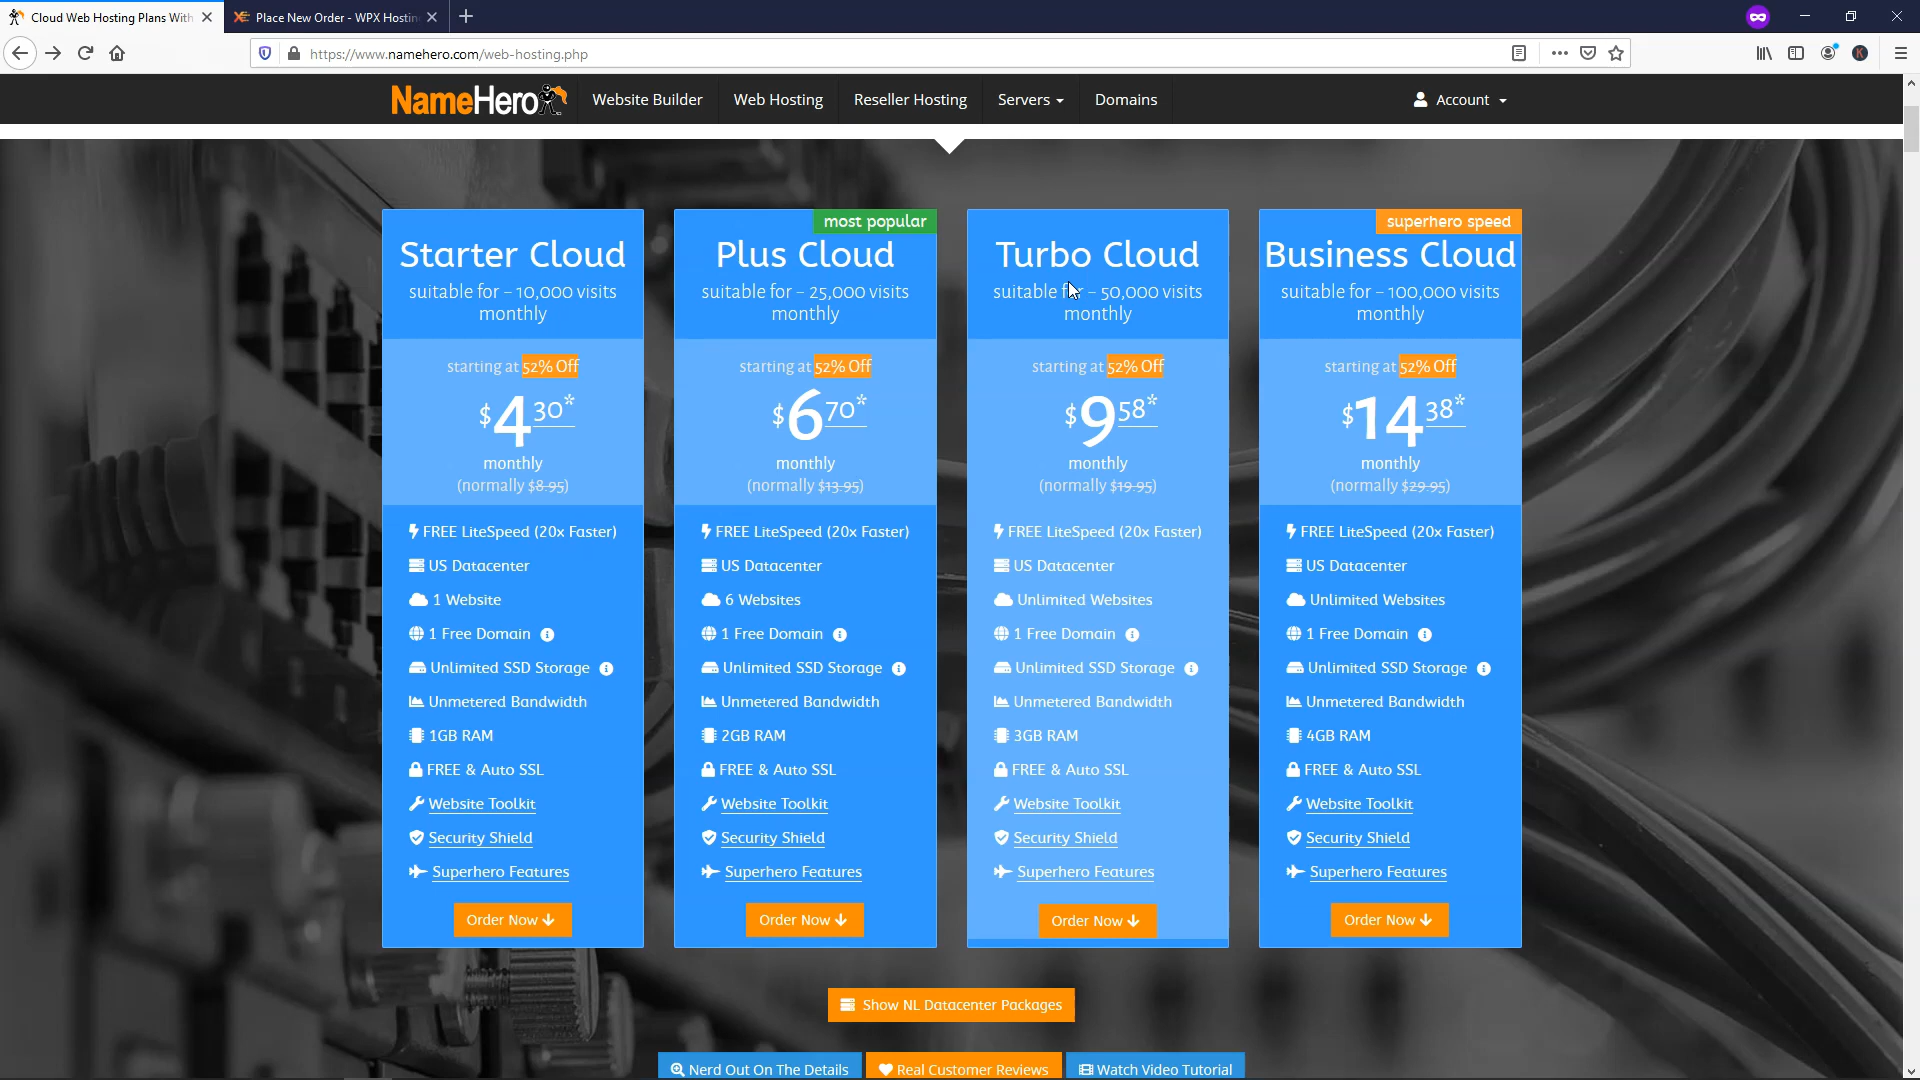 Cloud Web Hosting Plans With
Place New Order - WPX Hostin
https://www.namehero.com/web-hosting.php
NameHero
Website Builder
Web Hosting
Reseller Hosting
Servers
Domains
Account
Starter Cloud
suitable for ~ 10,000 visits
monthly
starting at 52% Off
$4 30*
monthly
(normally $8.95)
FREE LiteSpeed (20x Faster)
US Datacenter
1 Website
1 Free Domain
Unlimited SSD Storage
Unmetered Bandwidth
1GB RAM
FREE & Auto SSL
Website Toolkit
Security Shield
Superhero Features
Order Now
most popular
Plus Cloud
suitable for ~ 25,000 visits
monthly
starting at 52% Off
$6 70*
monthly
(normally $13.95)
FREE LiteSpeed (20x Faster)
US Datacenter
6 Websites
1 Free Domain
Unlimited SSD Storage
Unmetered Bandwidth
2GB RAM
FREE & Auto SSL
Website Toolkit
Security Shield
Superhero Features
Order Now
Turbo Cloud
suitable for ~ 50,000 visits
monthly
starting at 52% Off
$9 58*
monthly
(normally $19.95)
FREE LiteSpeed (20x Faster)
US Datacenter
Unlimited Websites
1 Free Domain
Unlimited SSD Storage
Unmetered Bandwidth
3GB RAM
FREE & Auto SSL
Website Toolkit
Security Shield
Superhero Features
Order Now
superhero speed
Business Cloud
suitable for ~ 100,000 visits
monthly
starting at 52% Off
$14 38*
monthly
(normally $29.95)
FREE LiteSpeed (20x Faster)
US Datacenter
Unlimited Websites
1 Free Domain
Unlimited SSD Storage
Unmetered Bandwidth
4GB RAM
FREE & Auto SSL
Website Toolkit
Security Shield
Superhero Features
Order Now
Show NL Datacenter Packages
Nerd Out On The Details
Real Customer Reviews
Watch Video Tutorial